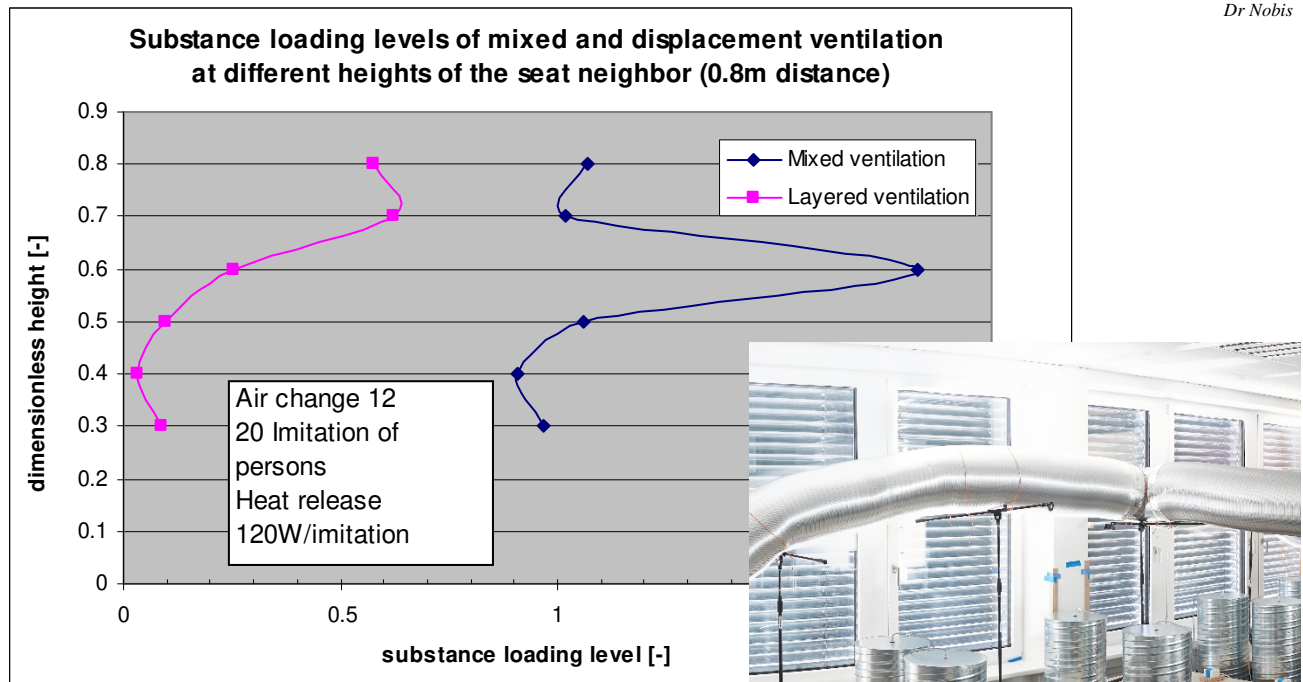 Dr Nobis
Substance loading levels of mixed and displacement ventilation
at different heights of the seat neighbor (0.8m distance)
0.9
0.8
0.7
0.6
0.5
0.4
0.3
0.2
0.1
0
dimensionless height [-]
Mixed ventilation
Layered ventilation
Air change 12
20 Imitation of
persons
Heat release
120W/imitation
0
0.5
1
substance loading level [-]